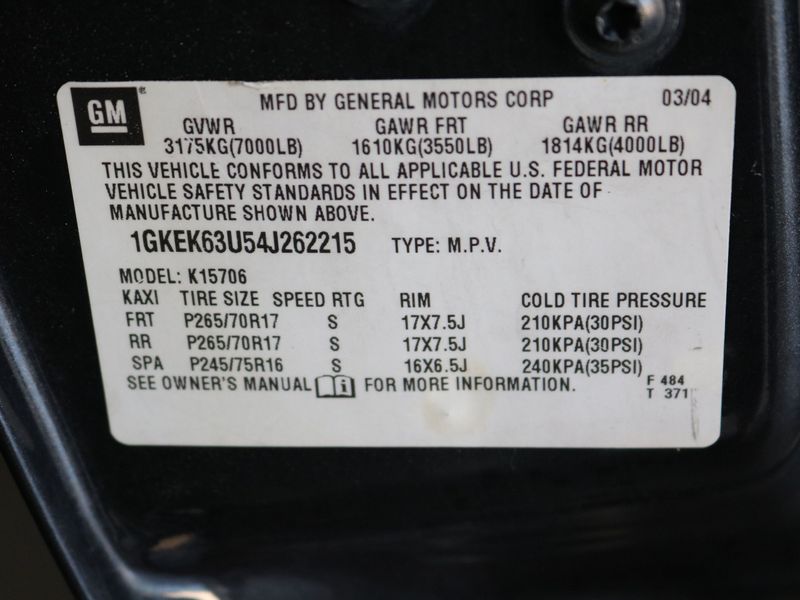 GM ® MFD BY GENERAL MOTORS CORP 03/04
GVWR GAWR FRT GAWR RR
3175KG(7000LB) 1610KG(3550LB) 1814KG(4000LB)
THIS VEHICLE CONFORMS TO ALL APPLICABLE U.S. FEDERAL MOTOR
VEHICLE SAFETY STANDARDS IN EFFECT ON THE DATE OF
MANUFACTURE SHOWN ABOVE.
1GKEK63U54J262215 TYPE: M.P.V.
MODEL: K15706
KAXI TIRE SIZE SPEED RTG RIM COLD TIRE PRESSURE
FRT P265/70R17 S 17X7.5J 210KPA(30PSI)
RR P265/70R17 S 17X7.5J 210KPA(30PSI)
SPA P245/75R16 S 16X6.5J 240KPA(35PSI)
SEE OWNER'S MANUAL i FOR MORE INFORMATION.
F 484
T 371